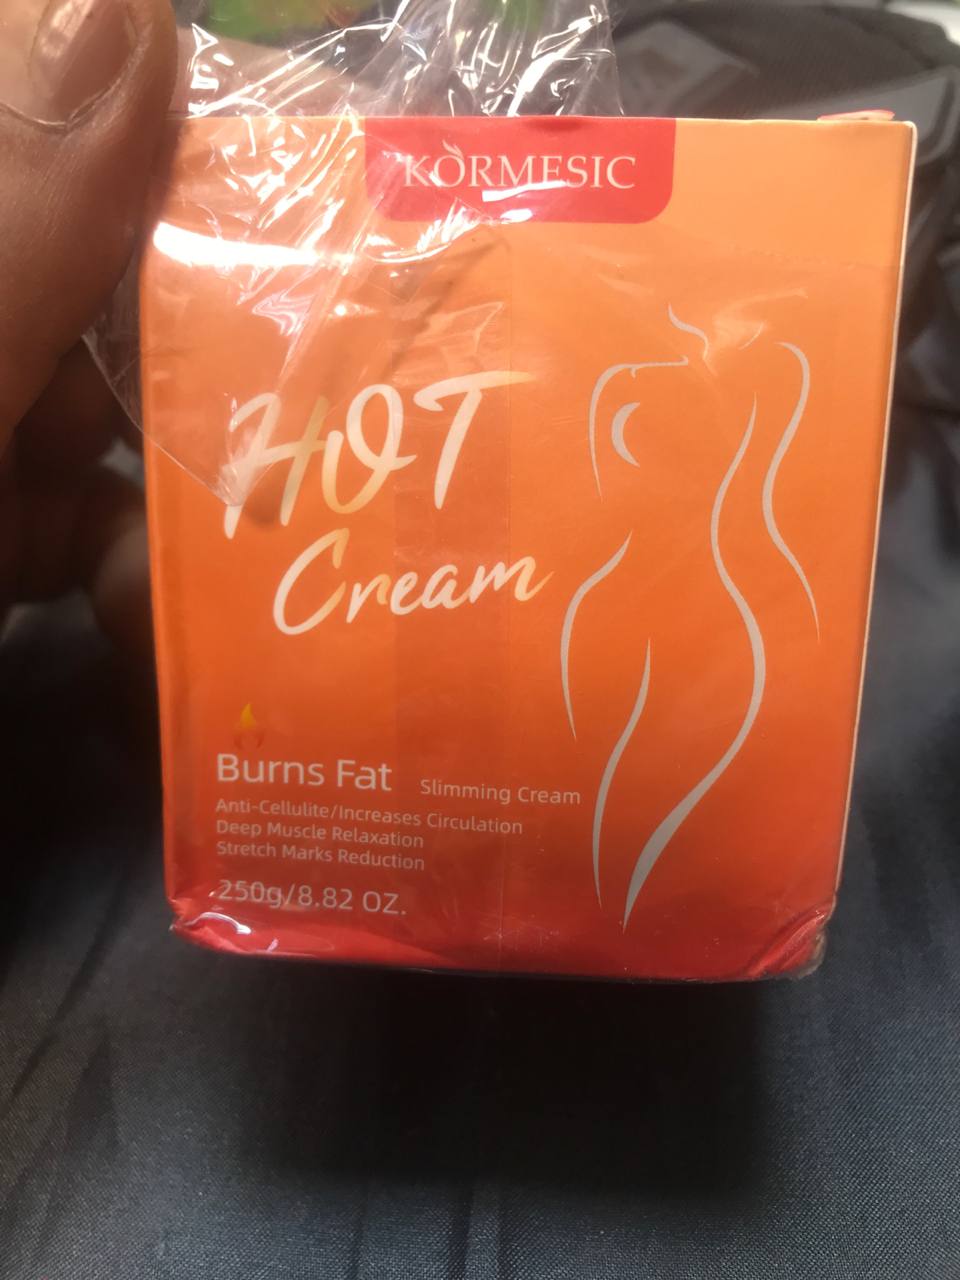 KORMESIC
HOT
Cream
Burns Fat Slimming Cream
Anti-Cellulite/Increases Circulation
Deep Muscle Relaxation
Stretch Marks Reduction
250g/8.82 OZ.